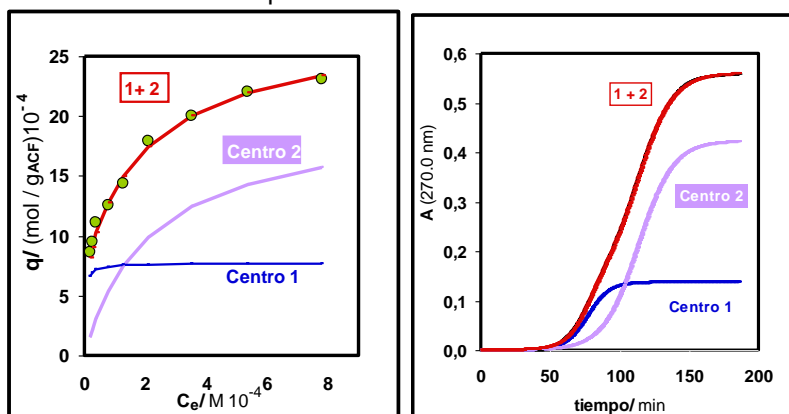 25
20
15
10
5
0
q/ (mol / gACF)10⁻⁴
1+ 2
Centro 2
Centro 1
0
2
4
6
8
Ce/ M 10⁻⁴
0,6
0,5
0,4
0,3
0,2
0,1
0,0
A (270.0 nm)
1 + 2
Centro 2
Centro 1
0
50
100
150
200
tiempo/ min